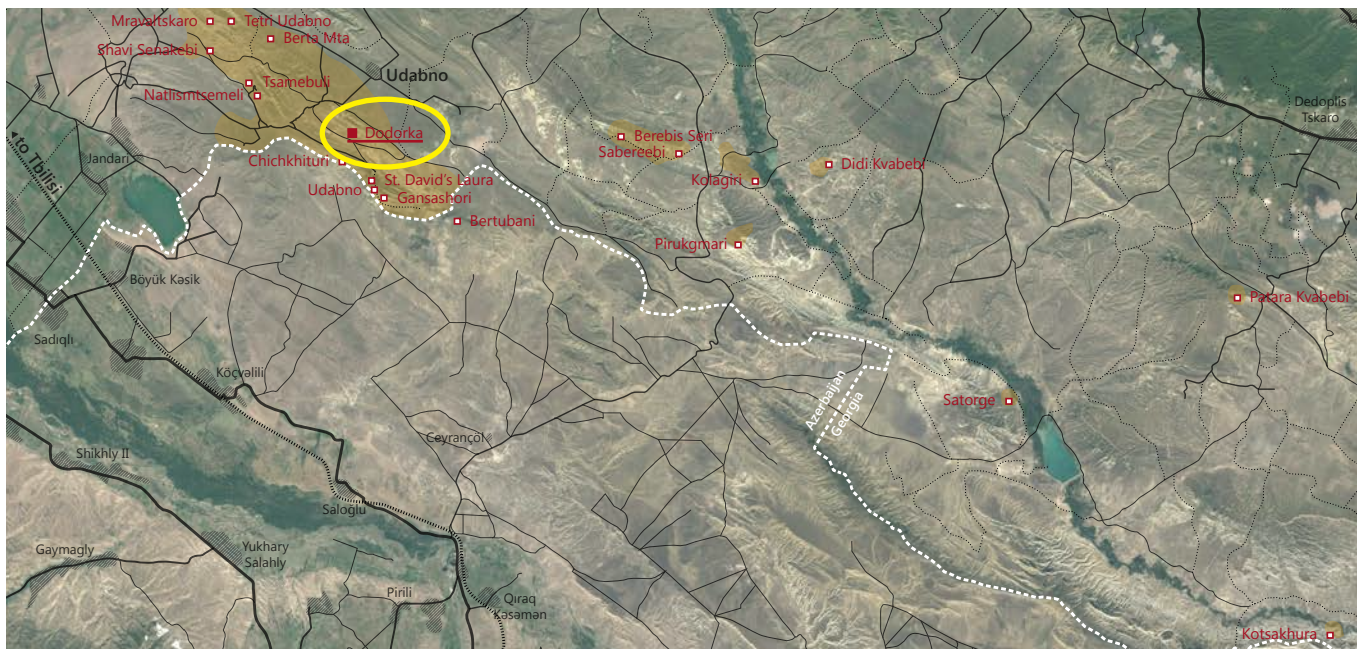 Mravaltskaro
Tetri Udabno
Berta Mta
Shavi Senakebi
Udabno
Tsamebuli
Natlismtsemeli
Dodorka
to Tbilisi
Jandari
Chichkhituri
St. David's Laura
Udabno
Gansashori
Bertubani
Berebis Seri
Sabereebi
Kolagiri
Didi Kvabebi
Dedoplis
Tskaro
Pirukgmari
Patara Kvabebi
Böyük Kəsik
Sadıqlı
Köçvəlili
Azerbaijan
Georgia
Satorge
Ceyrançöl
Shikhly II
Saloğlu
Gaymagly
Yukhary
Salahly
Pirili
Qıraq
Kəsəmən
Kotsakhura